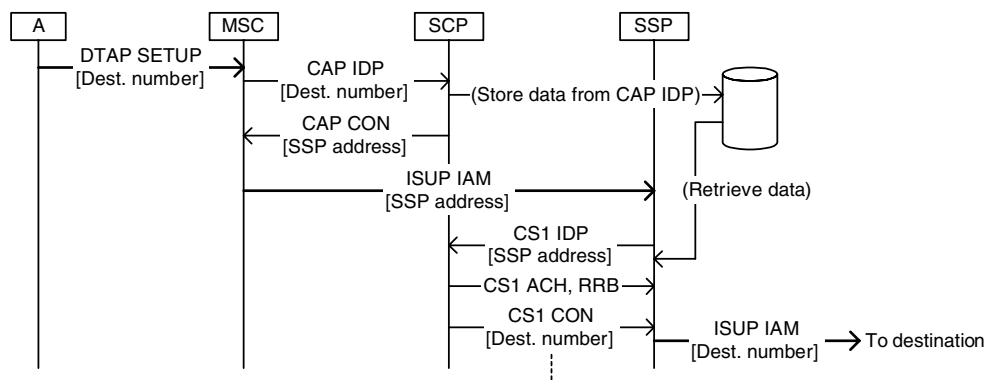 A
MSC
SCP
SSP
DTAP SETUP
[Dest. number]
CAP IDP
[Dest. number]
(Store data from CAP IDP)
CAP CON
[SSP address]
ISUP IAM
[SSP address]
(Retrieve data)
CS1 IDP
[SSP address]
CS1 ACH, RRB
CS1 CON
[Dest. number]
ISUP IAM
[Dest. number]
To destination